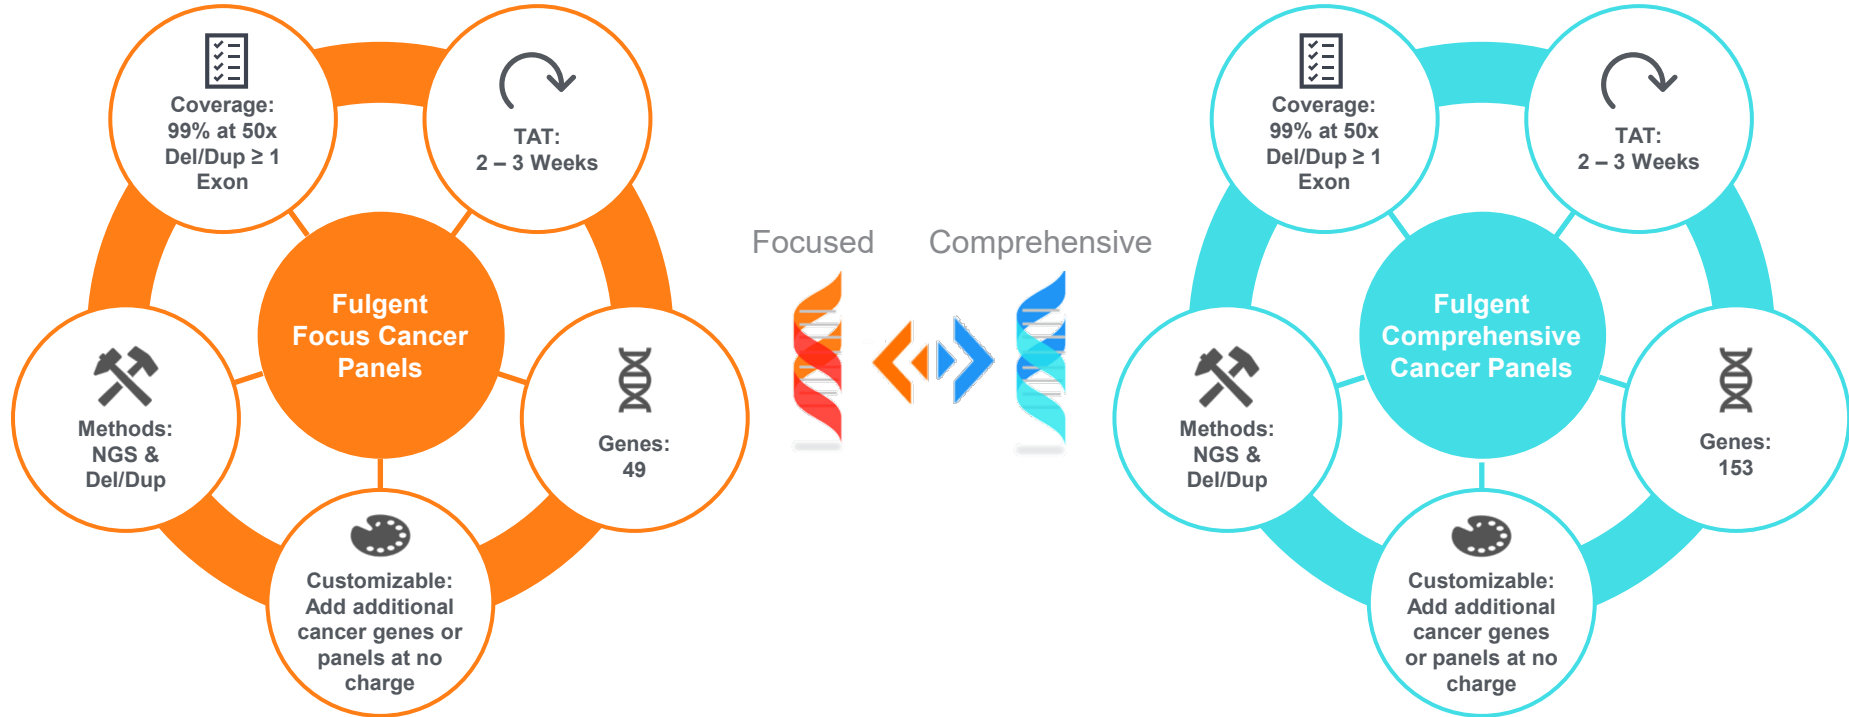 Coverage:
99% at 50x
Del/Dup ≥ 1
Exon
TAT:
2 – 3 Weeks
Fulgent
Focus Cancer
Panels
Methods:
NGS &
Del/Dup
Genes:
49
Customizable:
Add additional
cancer genes or
panels at no
charge
Focused
Comprehensive
Coverage:
99% at 50x
Del/Dup ≥ 1
Exon
TAT:
2 – 3 Weeks
Fulgent
Comprehensive
Cancer Panels
Methods:
NGS &
Del/Dup
Genes:
153
Customizable:
Add additional
cancer genes
or panels at no
charge